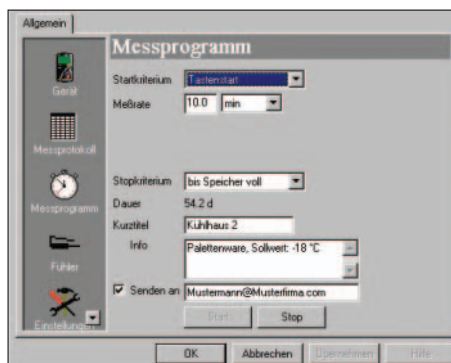 Allgemein
Messprogramm
Gerät
Messprotokoll
Messprogramm
Fühler
Einstellungen
Startkriterium Tastenstart
Meßrate 10.0 min
Stopkriterium bis Speicher voll
Dauer 54.2 d
Kurztitel Kühlhaus 2
Info Palettenware, Sollwert: -18 °C
Senden an Mustermann@Musterfirma.com
Start Stop
OK Abbrechen Übernehmen Hilfe